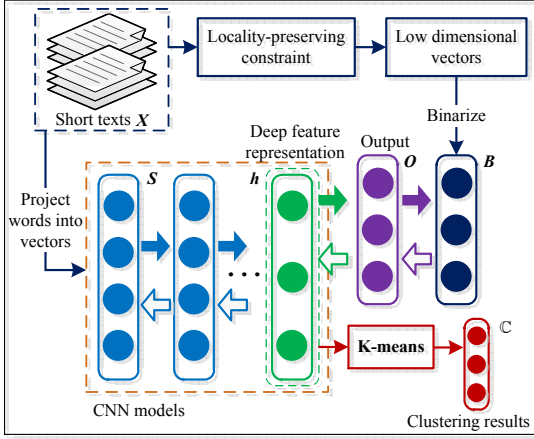 Locality-preserving
constraint
Low dimensional
vectors
Short texts X
Binarize
Deep feature
representation
Output
O
B
Project
words into
vectors
S
h
...
K-means
ℂ
CNN models
Clustering results